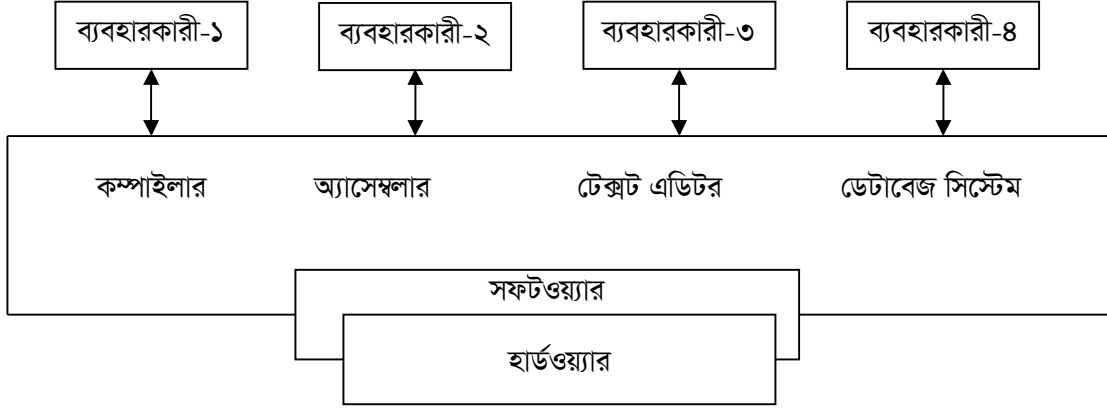 ব্যবহারকারী-১ ব্যবহারকারী-২ ব্যবহারকারী-৩ ব্যবহারকারী-৪
কম্পাইলার অ্যাসেম্বলার টেক্সট এডিটর ডেটাবেজ সিস্টেম
সফটওয়্যার
হার্ডওয়্যার